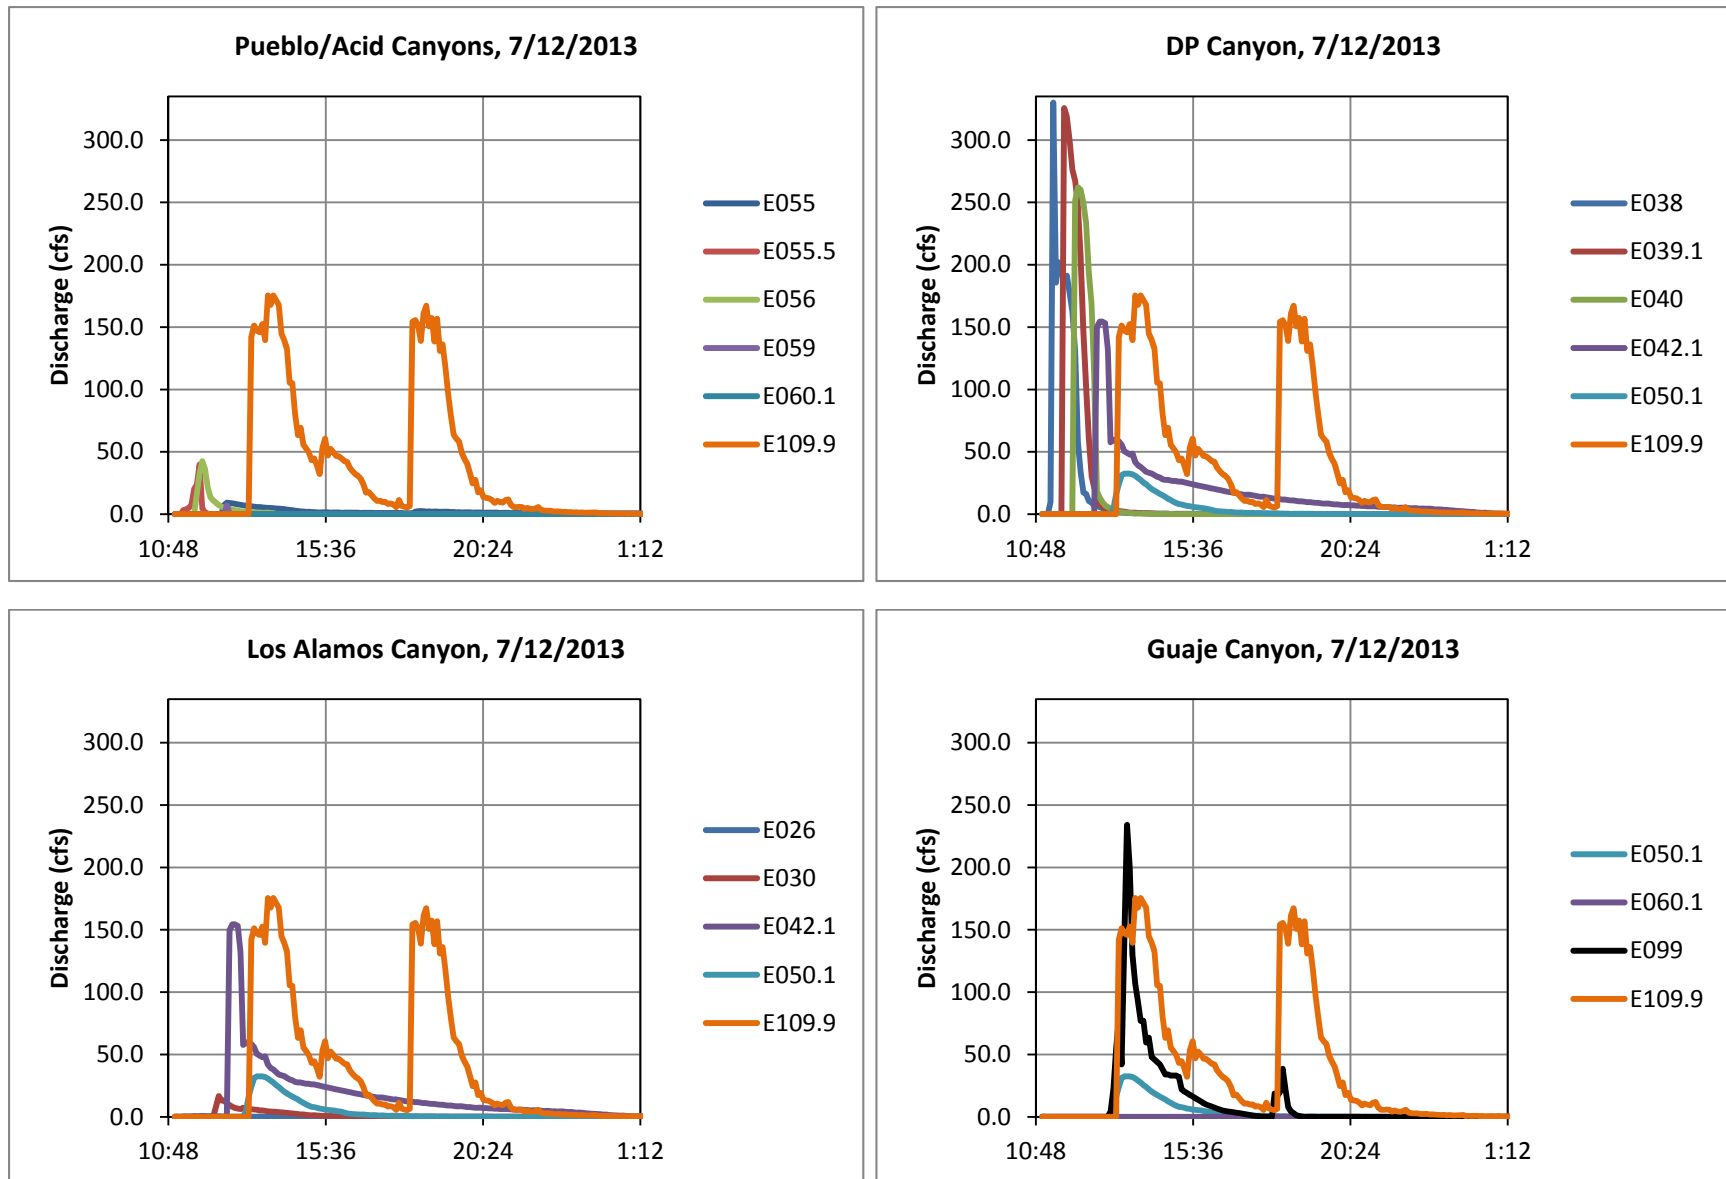 Pueblo/Acid Canyons, 7/12/2013
Discharge (cfs)
300.0
250.0
200.0
150.0
100.0
50.0
0.0
10:48
15:36
20:24
1:12
E055
E055.5
E056
E059
E060.1
E109.9
DP Canyon, 7/12/2013
Discharge (cfs)
300.0
250.0
200.0
150.0
100.0
50.0
0.0
10:48
15:36
20:24
1:12
E038
E039.1
E040
E042.1
E050.1
E109.9
Los Alamos Canyon, 7/12/2013
Discharge (cfs)
300.0
250.0
200.0
150.0
100.0
50.0
0.0
10:48
15:36
20:24
1:12
E026
E030
E042.1
E050.1
E109.9
Guaje Canyon, 7/12/2013
Discharge (cfs)
300.0
250.0
200.0
150.0
100.0
50.0
0.0
10:48
15:36
20:24
1:12
E050.1
E060.1
E099
E109.9